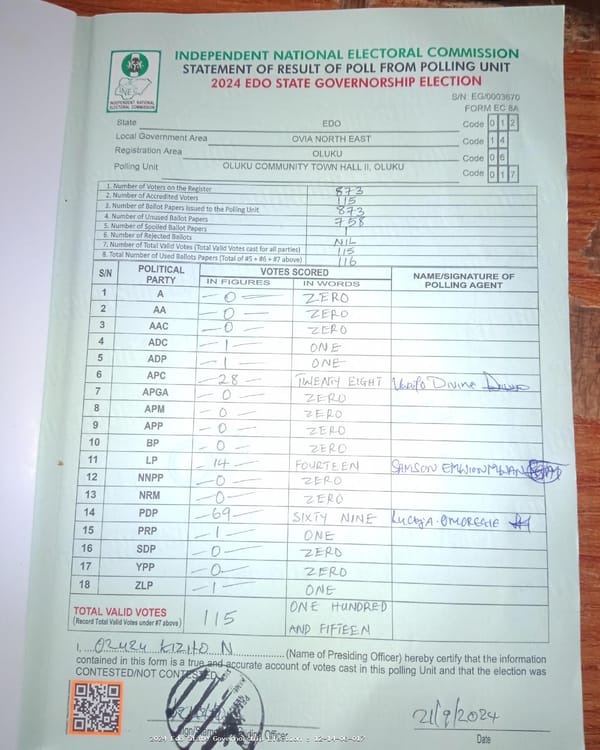 INDEPENDENT NATIONAL ELECTORAL COMMISSION
STATEMENT OF RESULT OF POLL FROM POLLING UNIT
2024 EDO STATE GOVERNORSHIP ELECTION
INEC
INDEPENDENT NATIONAL
ELECTORAL COMMISSION
S/N: EG/0003670
FORM EC 8A
State EDO Code 0 1 2
Local Government Area OVIA NORTH EAST Code 1 4
Registration Area OLUKU Code 0 6
Polling Unit OLUKU COMMUNITY TOWN HALL II, OLUKU Code 0 1 7
1. Number of Voters on the Register 873
2. Number of Accredited Voters 115
3. Number of Ballot Papers Issued to the Polling Unit 873
4. Number of Unused Ballot Papers 758
5. Number of Spoiled Ballot Papers 1
6. Number of Rejected Ballots NIL
7. Number of Total Valid Votes (Total Valid Votes cast for all parties) 115
8. Total Number of Used Ballots Papers (Total of #5 + #6 + #7 above) 116
S/N POLITICAL PARTY VOTES SCORED NAME/SIGNATURE OF POLLING AGENT
IN FIGURES IN WORDS
1 A 0 ZERO
2 AA 0 ZERO
3 AAC 0 ZERO
4 ADC 1 ONE
5 ADP 1 ONE
6 APC 28 TWENTY EIGHT Divine
7 APGA 0 ZERO
8 APM 0 ZERO
9 APP 0 ZERO
10 BP 0 ZERO
11 LP 14 FOURTEEN SAMSON
12 NNPP 0 ZERO
13 NRM 0 ZERO
14 PDP 69 SIXTY NINE
15 PRP 1 ONE
16 SDP 0 ZERO
17 YPP 0 ZERO
18 ZLP 1 ONE
TOTAL VALID VOTES 115 ONE HUNDRED
(Record Total Valid Votes under #7 above) AND FIFTEEN
I, KIZITO N (Name of Presiding Officer) hereby certify that the information
contained in this form is a true and accurate account of votes cast in this polling Unit and that the election was
CONTESTED/NOT CONTESTED.
21/9/2024
Date